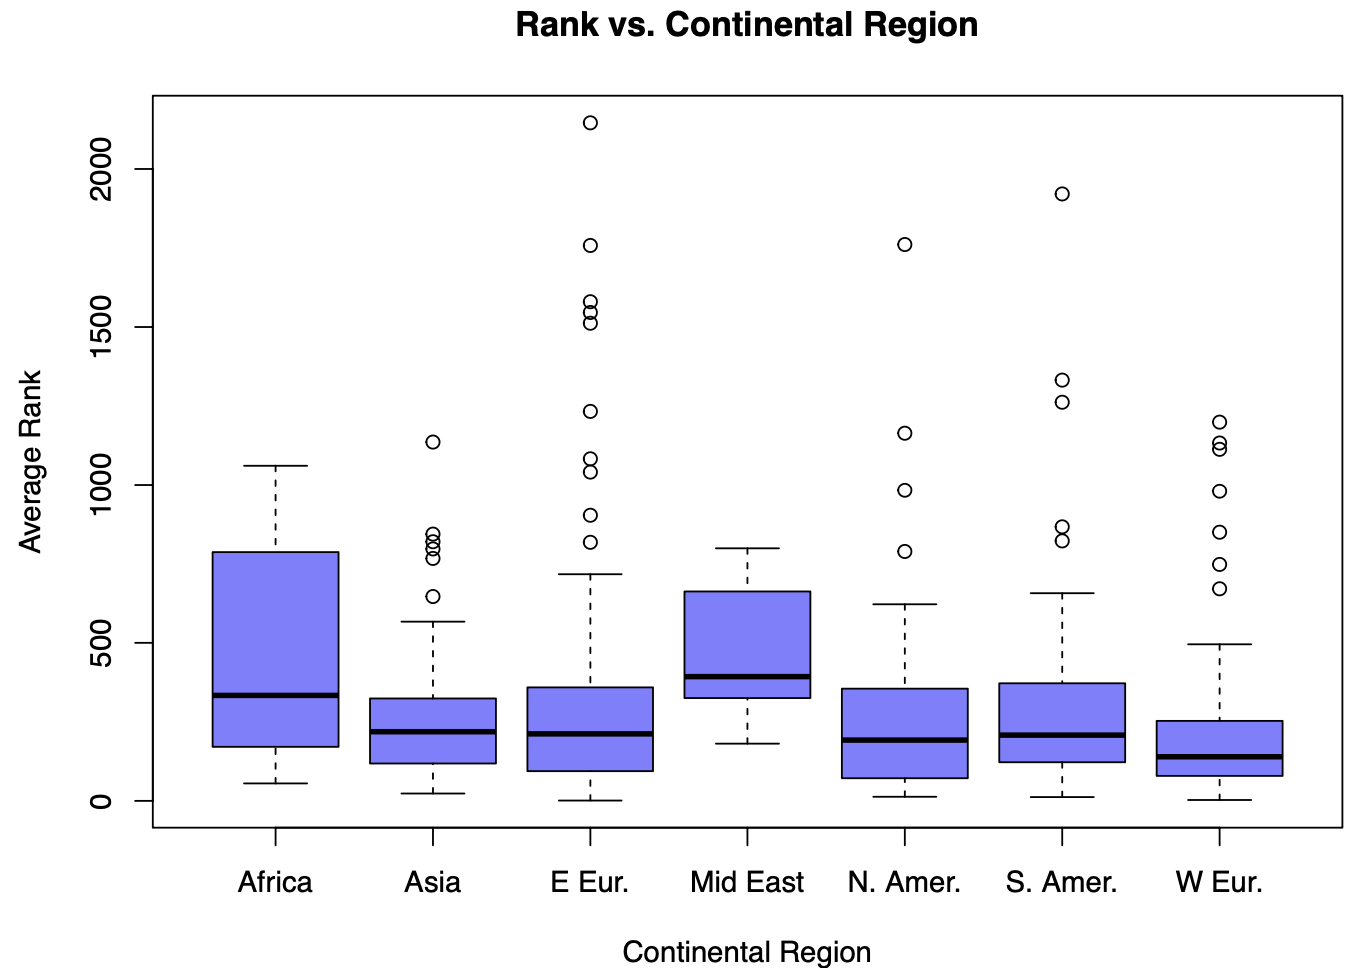 Rank vs. Continental Region
Average Rank
2000
1500
1000
500
0
Africa Asia E Eur. Mid East N. Amer. S. Amer. W Eur.
Continental Region